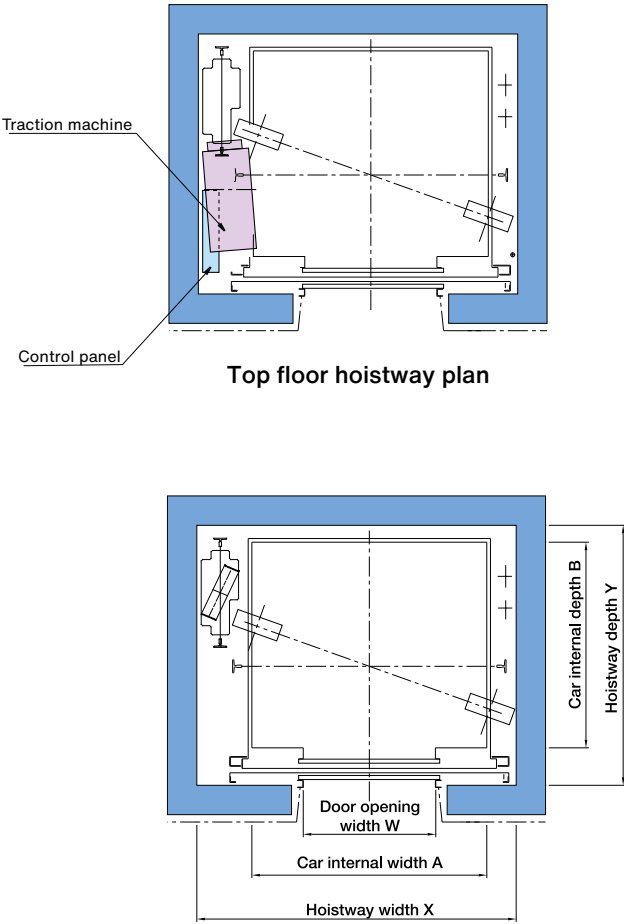 Traction machine
Control panel
Top floor hoistway plan
Car internal depth B
Hoistway depth Y
Door opening
width W
Car internal width A
Hoistway width X